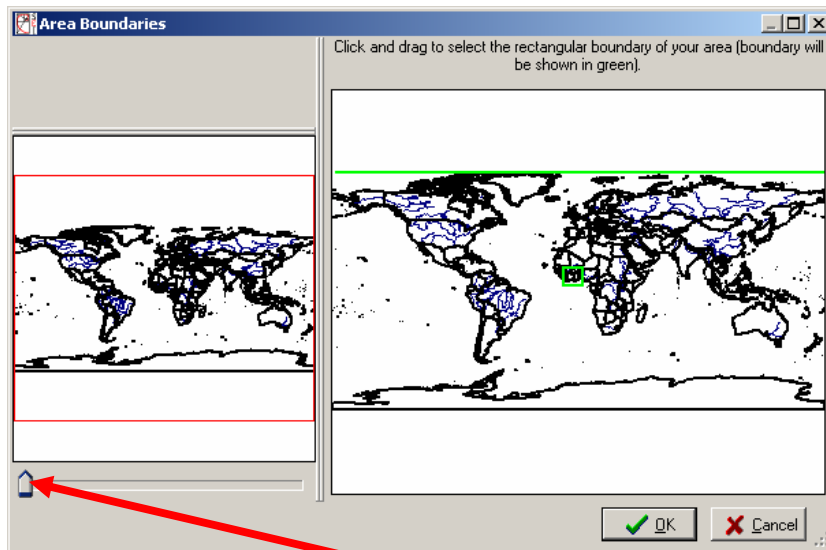 Area Boundaries
Click and drag to select the rectangular boundary of your area (boundary will
be shown in green).
OK
Cancel